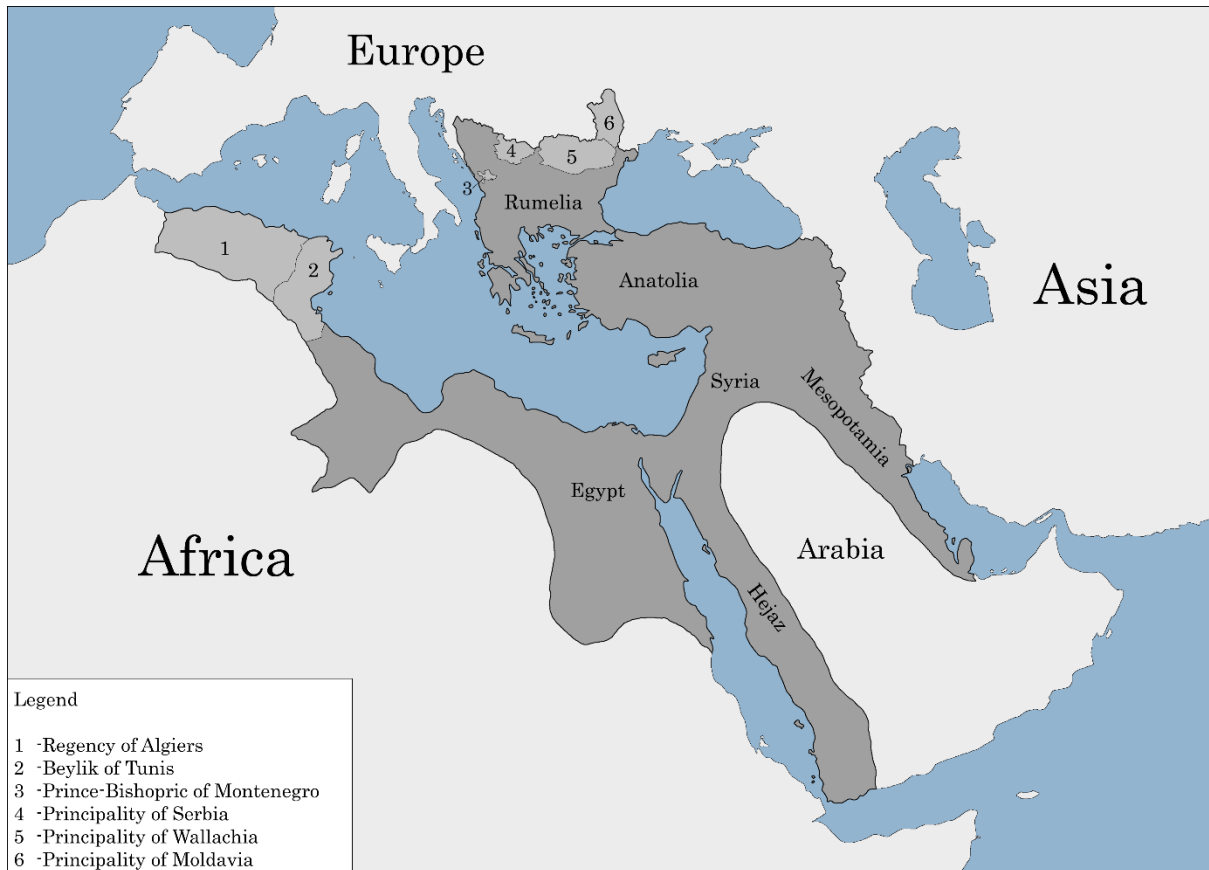 Europe
6
4
5
3
Rumelia
1
2
Anatolia
Asia
Syria
Mesopotamia
Egypt
Africa
Arabia
Hejaz
Legend
1 -Regency of Algiers
2 -Beylik of Tunis
3 -Prince-Bishopric of Montenegro
4 -Principality of Serbia
5 -Principality of Wallachia
6 -Principality of Moldavia